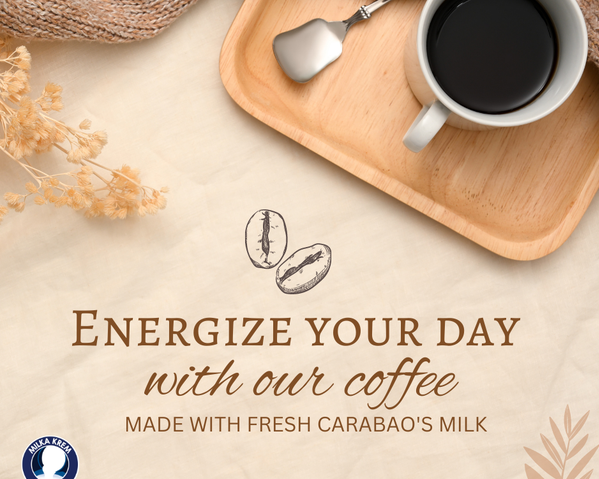 ENERGIZE YOUR DAY
with our coffee
MADE WITH FRESH CARABAO'S MILK
MILKA KREM